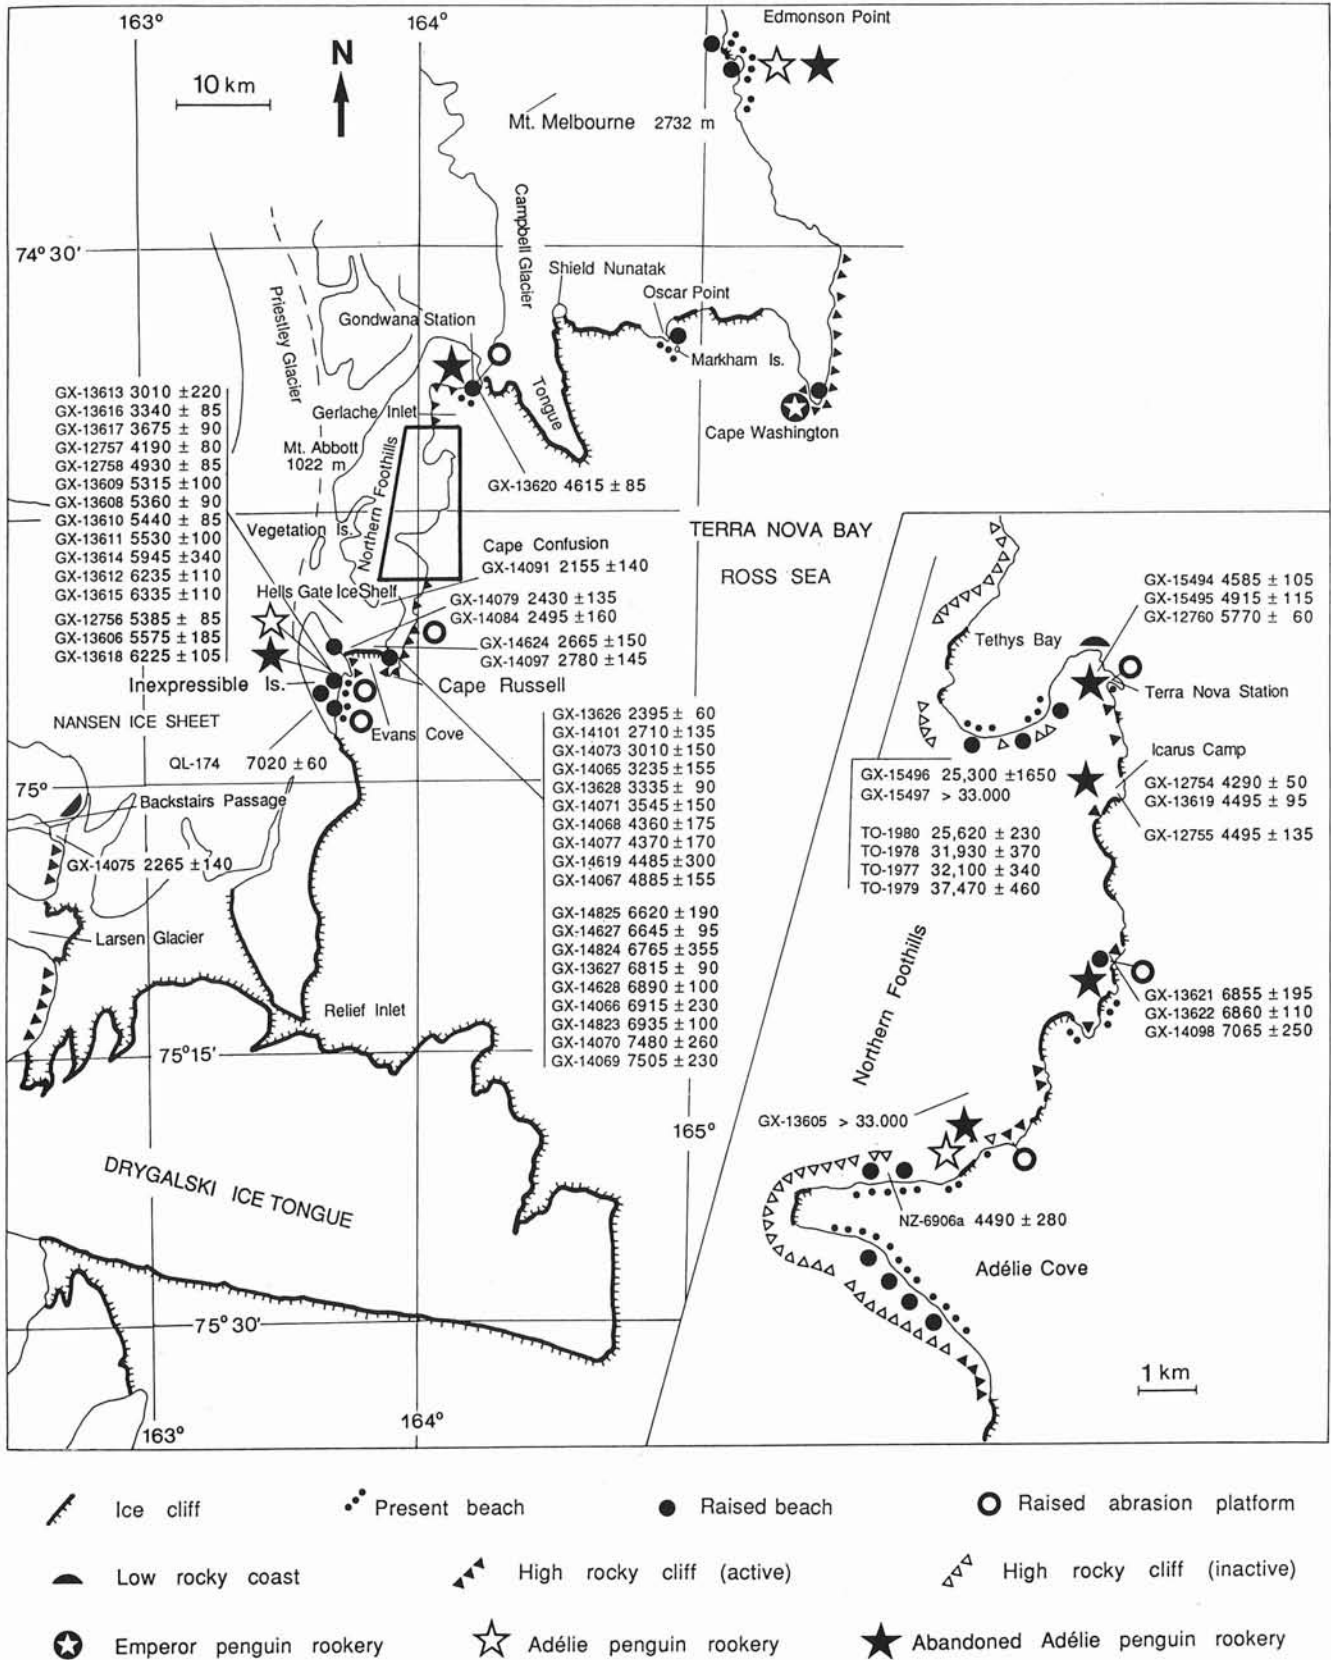 163°
164°
Edmonson Point
N
10 km
Mt. Melbourne 2732 m
Campbell Glacier
74° 30'
Shield Nunatak
Oscar Point
Priestley Glacier
Gondwana Station
Markham Is.
Tongue
GX-13613 3010 ±220
GX-13616 3340 ± 85
GX-13617 3675 ± 90
GX-12757 4190 ± 80
GX-12758 4930 ± 85
GX-13609 5315 ±100
GX-13608 5360 ± 90
GX-13610 5440 ± 85
GX-13611 5530 ±100
GX-13614 5945 ±340
GX-13612 6235 ±110
GX-13615 6335 ±110
GX-12756 5385 ± 85
GX-13606 5575 ±185
GX-13618 6225 ±105
Gerlache Inlet
Cape Washington
Mt. Abbott
1022 m
Northern Foothills
GX-13620 4615 ± 85
Vegetation Is.
TERRA NOVA BAY
ROSS SEA
Cape Confusion
GX-14091 2155 ±140
Hells Gate Ice Shelf
GX-14079 2430 ±135
GX-14084 2495 ±160
GX-14624 2665 ±150
GX-14097 2780 ±145
Inexpressible Is.
Cape Russell
NANSEN ICE SHEET
Evans Cove
QL-174 7020 ±60
75°
Backstairs Passage
GX-14075 2265 ±140
Larsen Glacier
GX-13626 2395 ± 60
GX-14101 2710 ±135
GX-14073 3010 ±150
GX-14065 3235 ±155
GX-13628 3335 ± 90
GX-14071 3545 ±150
GX-14068 4360 ±175
GX-14077 4370 ±170
GX-14619 4485 ±300
GX-14067 4885 ±155
GX-14825 6620 ±190
GX-14627 6645 ± 95
GX-14824 6765 ±355
GX-13627 6815 ± 90
GX-14628 6890 ±100
GX-14066 6915 ±230
GX-14823 6935 ±100
GX-14070 7480 ±260
GX-14069 7505 ±230
Relief Inlet
75°15'
165°
DRYGALSKI ICE TONGUE
75° 30'
163°
164°
GX-15494 4585 ± 105
GX-15495 4915 ± 115
GX-12760 5770 ± 60
Tethys Bay
Terra Nova Station
Icarus Camp
GX-15496 25,300 ±1650
GX-15497 > 33.000
TO-1980 25,620 ± 230
TO-1978 31,930 ± 370
TO-1977 32,100 ± 340
TO-1979 37,470 ± 460
GX-12754 4290 ± 50
GX-13619 4495 ± 95
GX-12755 4495 ± 135
Northern Foothills
GX-13621 6855 ± 195
GX-13622 6860 ± 110
GX-14098 7065 ± 250
GX-13605 > 33.000
NZ-6906a 4490 ± 280
Adélie Cove
1 km
Ice cliff
Present beach
Raised beach
Raised abrasion platform
Low rocky coast
High rocky cliff (active)
High rocky cliff (inactive)
Emperor penguin rookery
Adélie penguin rookery
Abandoned Adélie penguin rookery